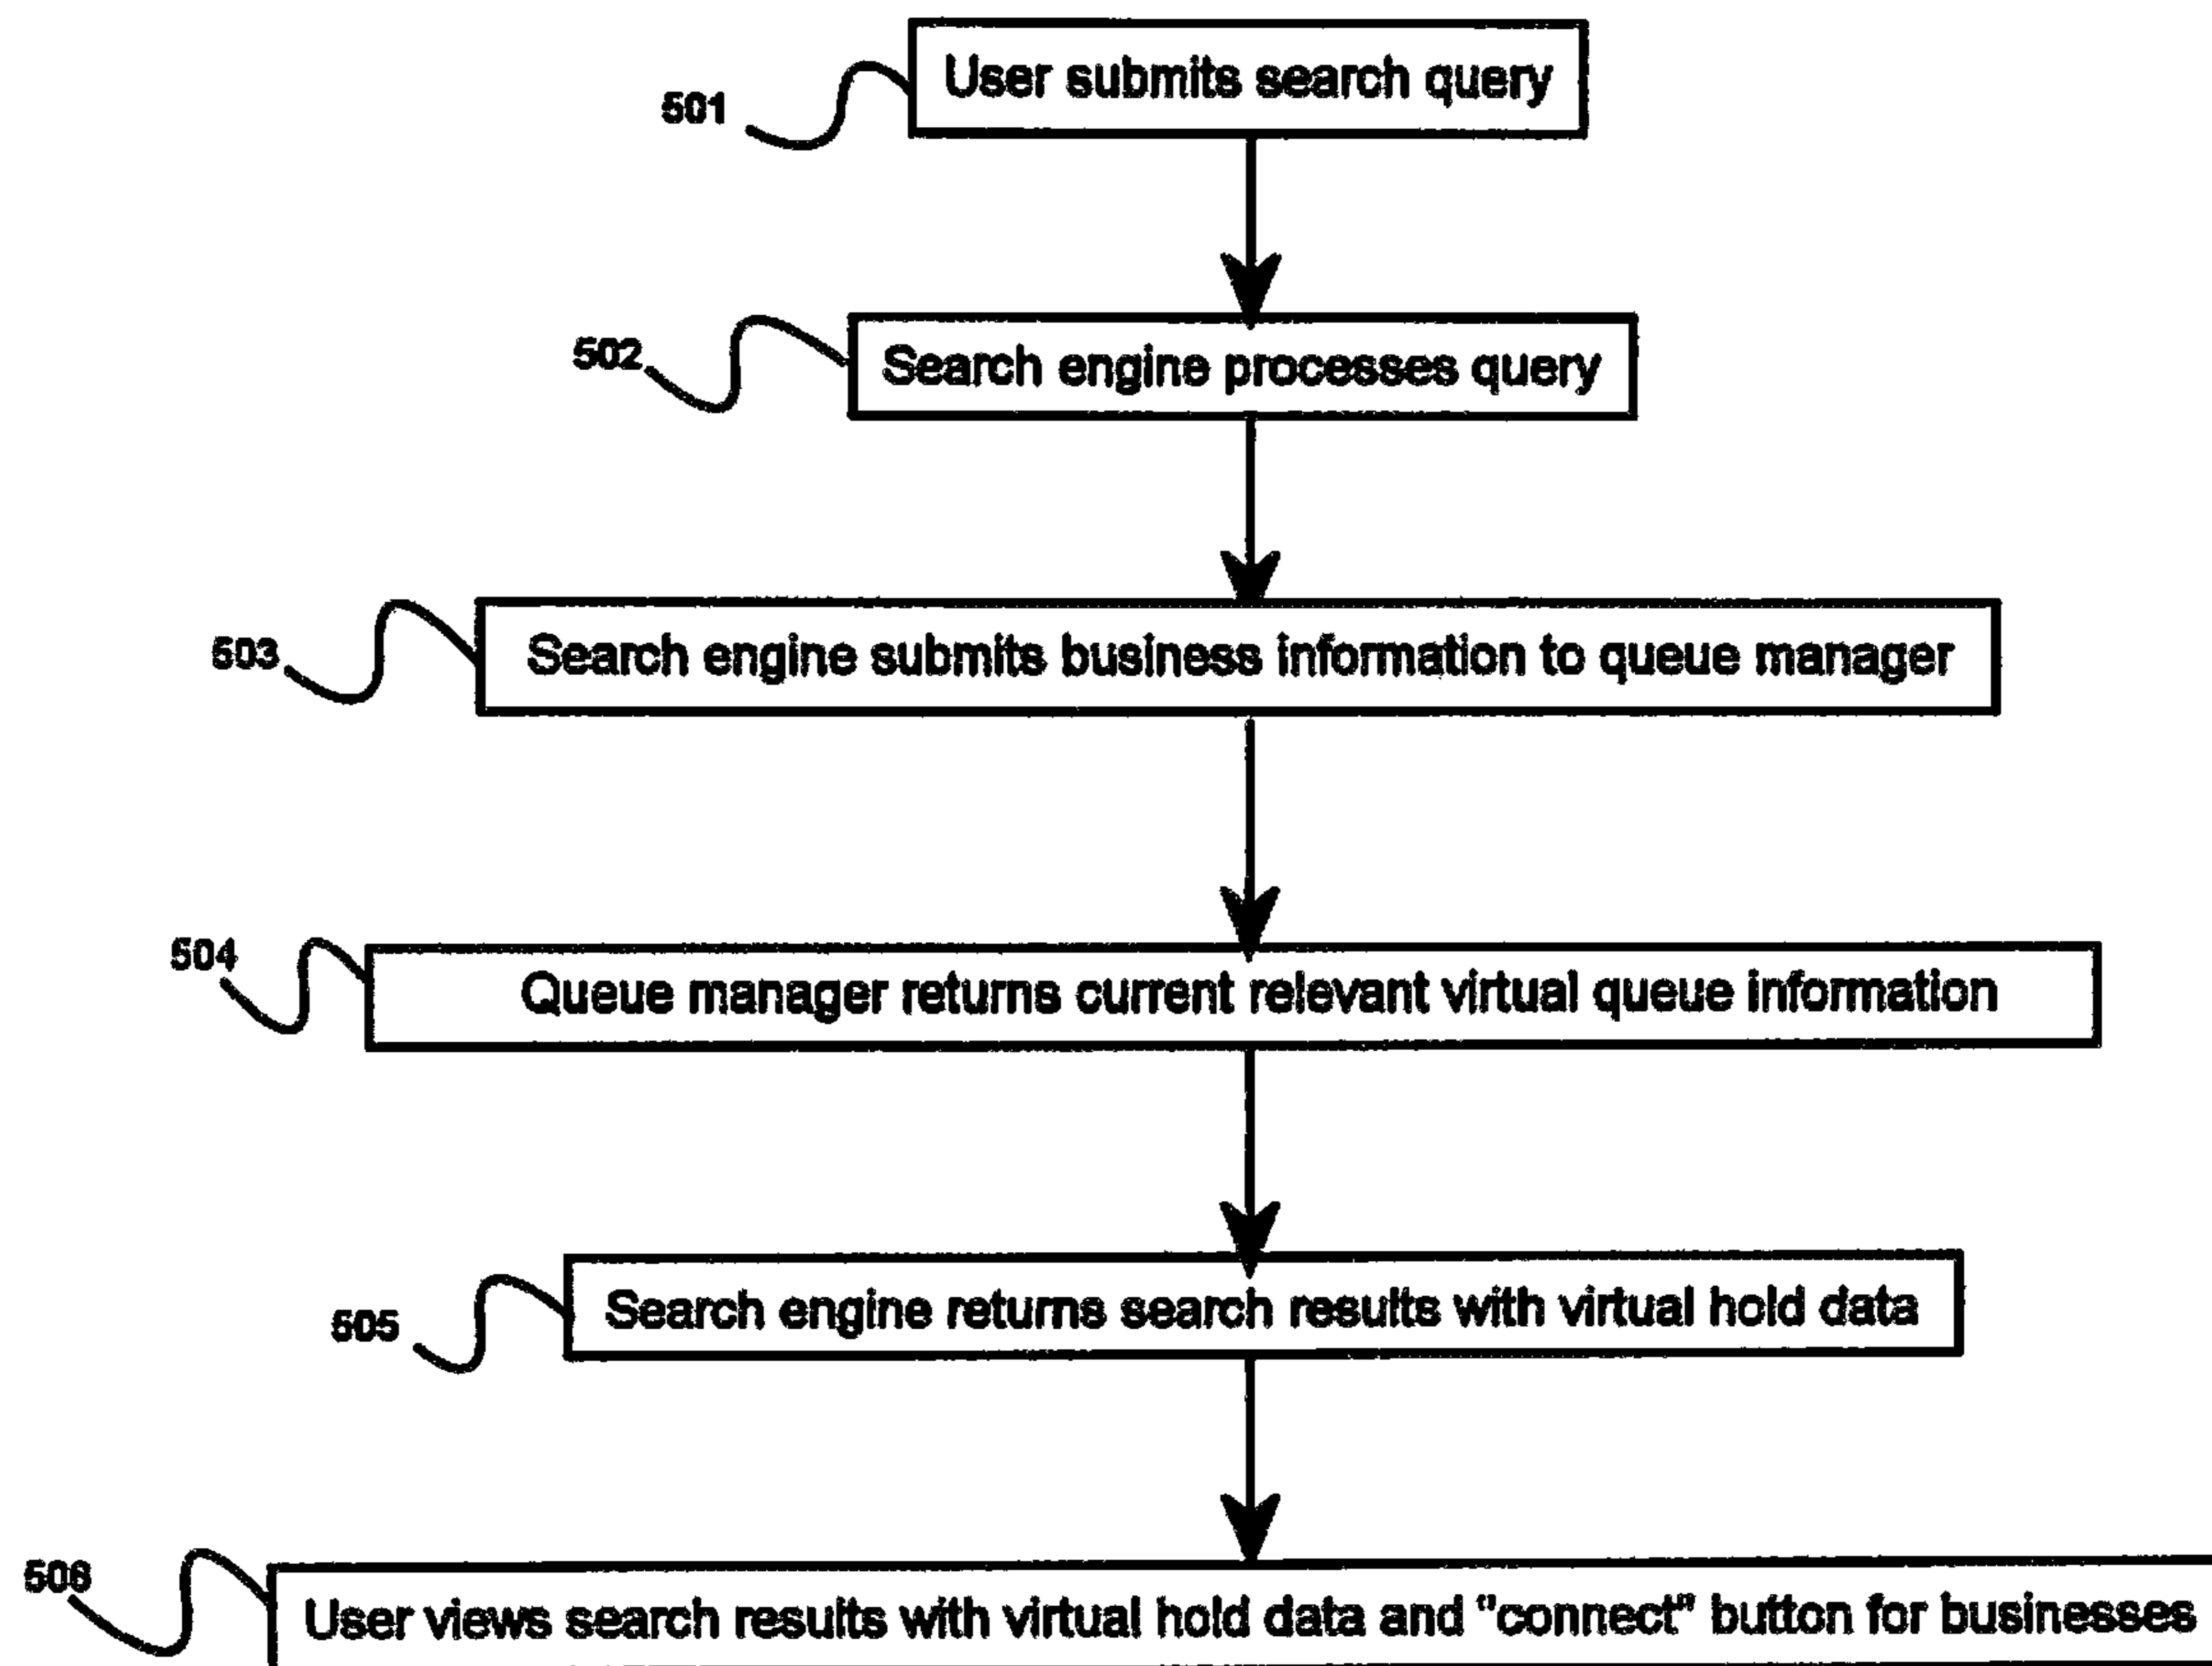 501
User submits search query
502
Search engine processes query
503
Search engine submits business information to queue manager
504
Queue manager returns current relevant virtual queue information
505
Search engine returns search results with virtual hold data
506
User views search results with virtual hold data and "connect" button for businesses